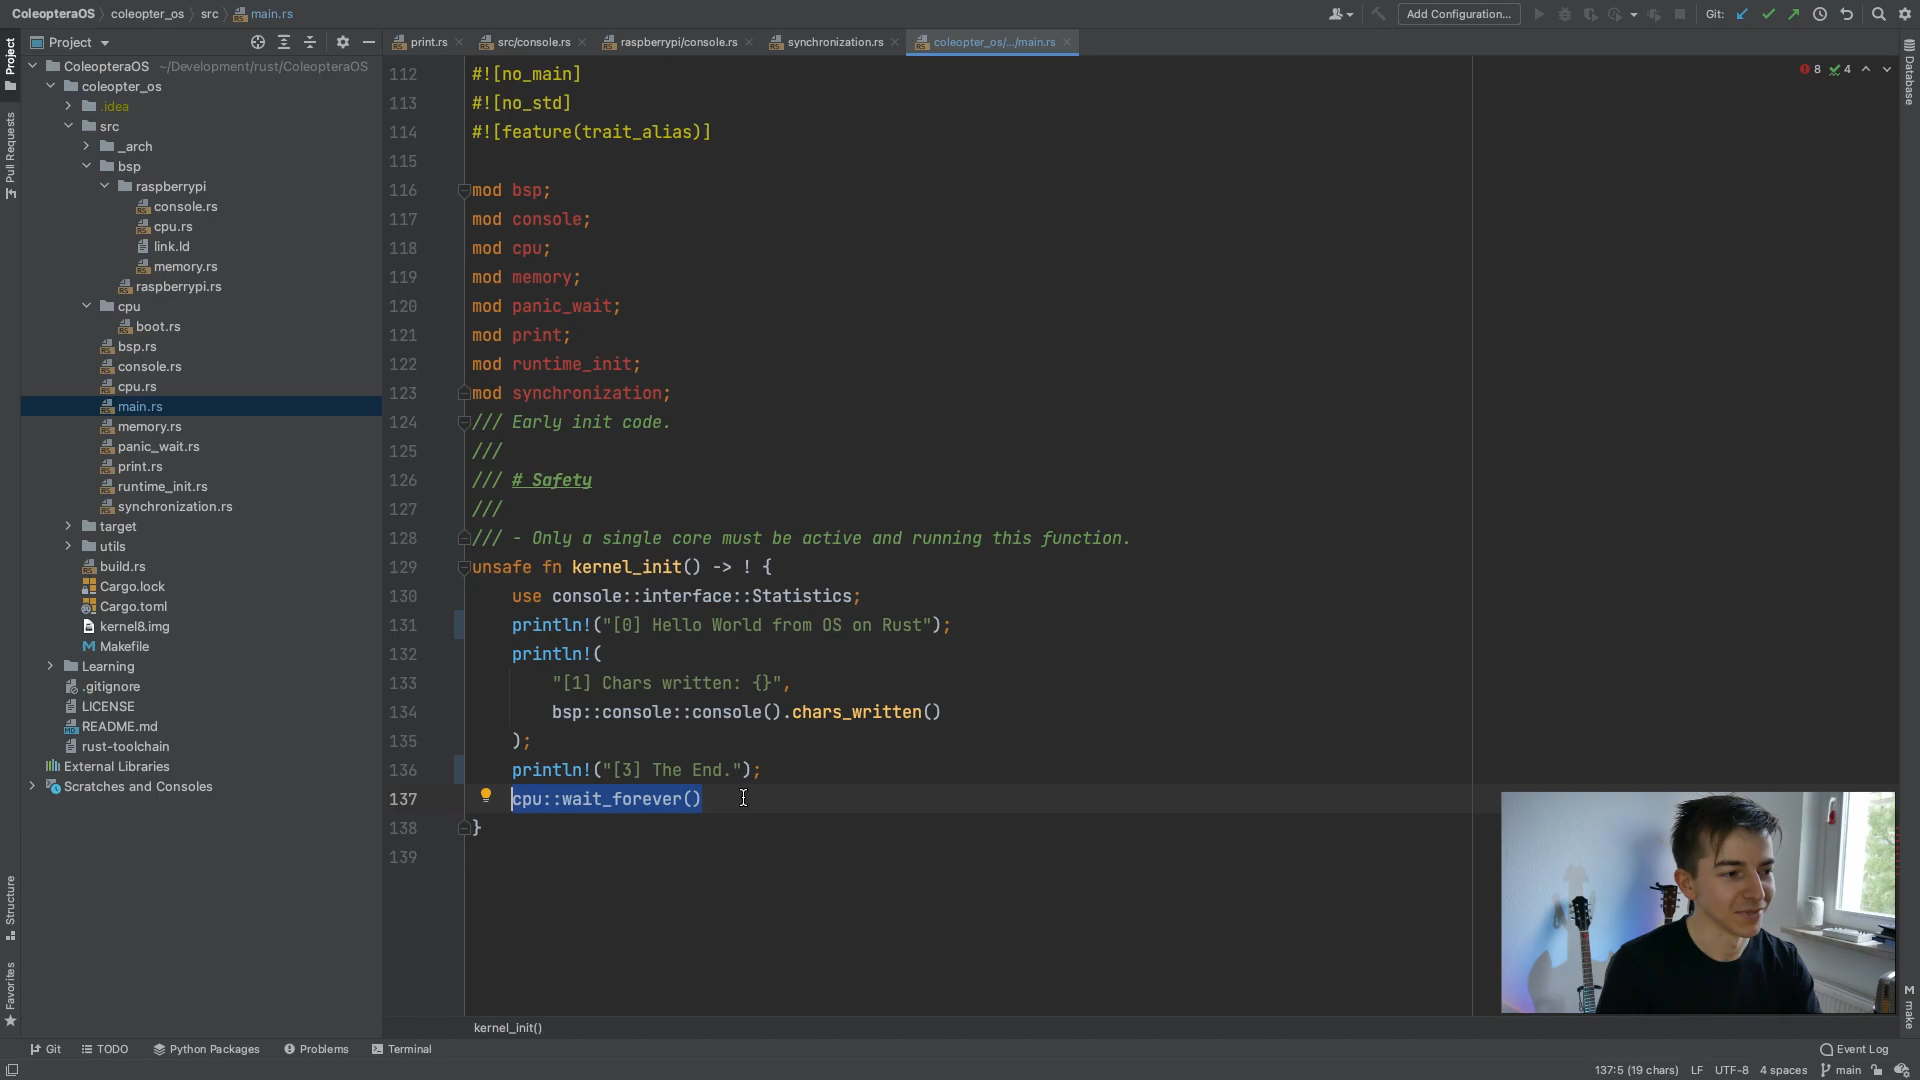 ColeopteraOS coleopter_os src main.rs
Add Configuration...
Git:
Project
print.rs
src/console.rs
raspberrypi/console.rs
synchronization.rs
coleopter_os/.../main.rs
Project
Pull Requests
Structure
Favorites
ColeopteraOS ~/Development/rust/ColeopteraOS
coleopter_os
.idea
src
_arch
bsp
raspberrypi
console.rs
cpu.rs
link.ld
memory.rs
raspberrypi.rs
cpu
boot.rs
bsp.rs
console.rs
cpu.rs
main.rs
memory.rs
panic_wait.rs
print.rs
runtime_init.rs
synchronization.rs
target
utils
build.rs
Cargo.lock
Cargo.toml
kernel8.img
Makefile
Learning
.gitignore
LICENSE
README.md
rust-toolchain
External Libraries
Scratches and Consoles
112 #![no_main]
113 #![no_std]
114 #![feature(trait_alias)]
115
116 mod bsp;
117 mod console;
118 mod cpu;
119 mod memory;
120 mod panic_wait;
121 mod print;
122 mod runtime_init;
123 mod synchronization;
124 /// Early init code.
125 ///
126 /// # Safety
127 ///
128 /// - Only a single core must be active and running this function.
129 unsafe fn kernel_init() -> ! {
130 use console::interface::Statistics;
131 println!("[0] Hello World from OS on Rust");
132 println!(
133 "[1] Chars written: {}",
134 bsp::console::console().chars_written()
135 );
136 println!("[3] The End.");
137 cpu::wait_forever()
138 }
139
8 4
Database
make
kernel_init()
Git
TODO
Python Packages
Problems
Terminal
Event Log
137:5 (19 chars) LF UTF-8 4 spaces main